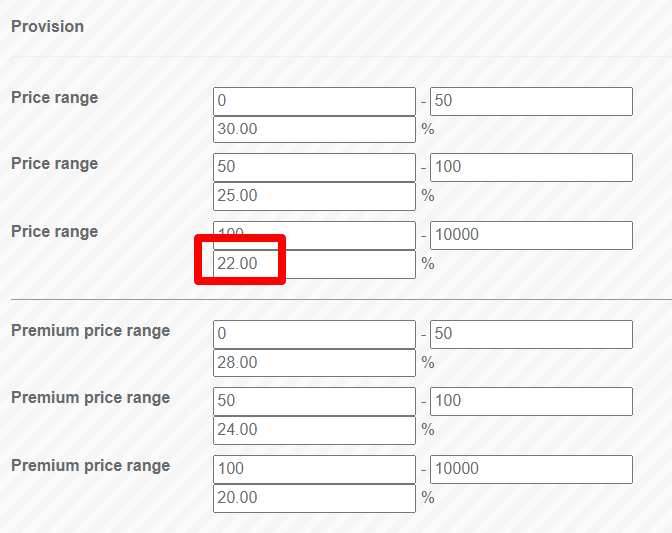 Provision
Price range 0 - 50
30.00 %
Price range 50 - 100
25.00 %
Price range 100 - 10000
22.00 %
Premium price range 0 - 50
28.00 %
Premium price range 50 - 100
24.00 %
Premium price range 100 - 10000
20.00 %